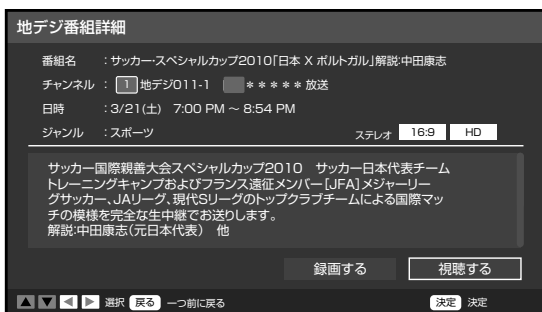 地デジ番組詳細
番組名 ：サッカー・スペシャルカップ2010「日本 X ポルトガル」解説:中田康志
チャンネル ： 1 地デジ011-1 ＊＊＊＊＊放送
日時 ：3/21(土) 7:00 PM ～ 8:54 PM
ジャンル ：スポーツ ステレオ 16:9 HD
サッカー国際親善大会スペシャルカップ2010 サッカー日本代表チーム
トレーニングキャンプおよびフランス遠征メンバー[JFA]メジャーリー
グサッカー、JAリーグ、現代Sリーグのトップクラブチームによる国際マッ
チの模様を完全な生中継でお送りします。
解説:中田康志(元日本代表) 他
録画する 視聴する
選択 戻る 一つ前に戻る 決定 決定